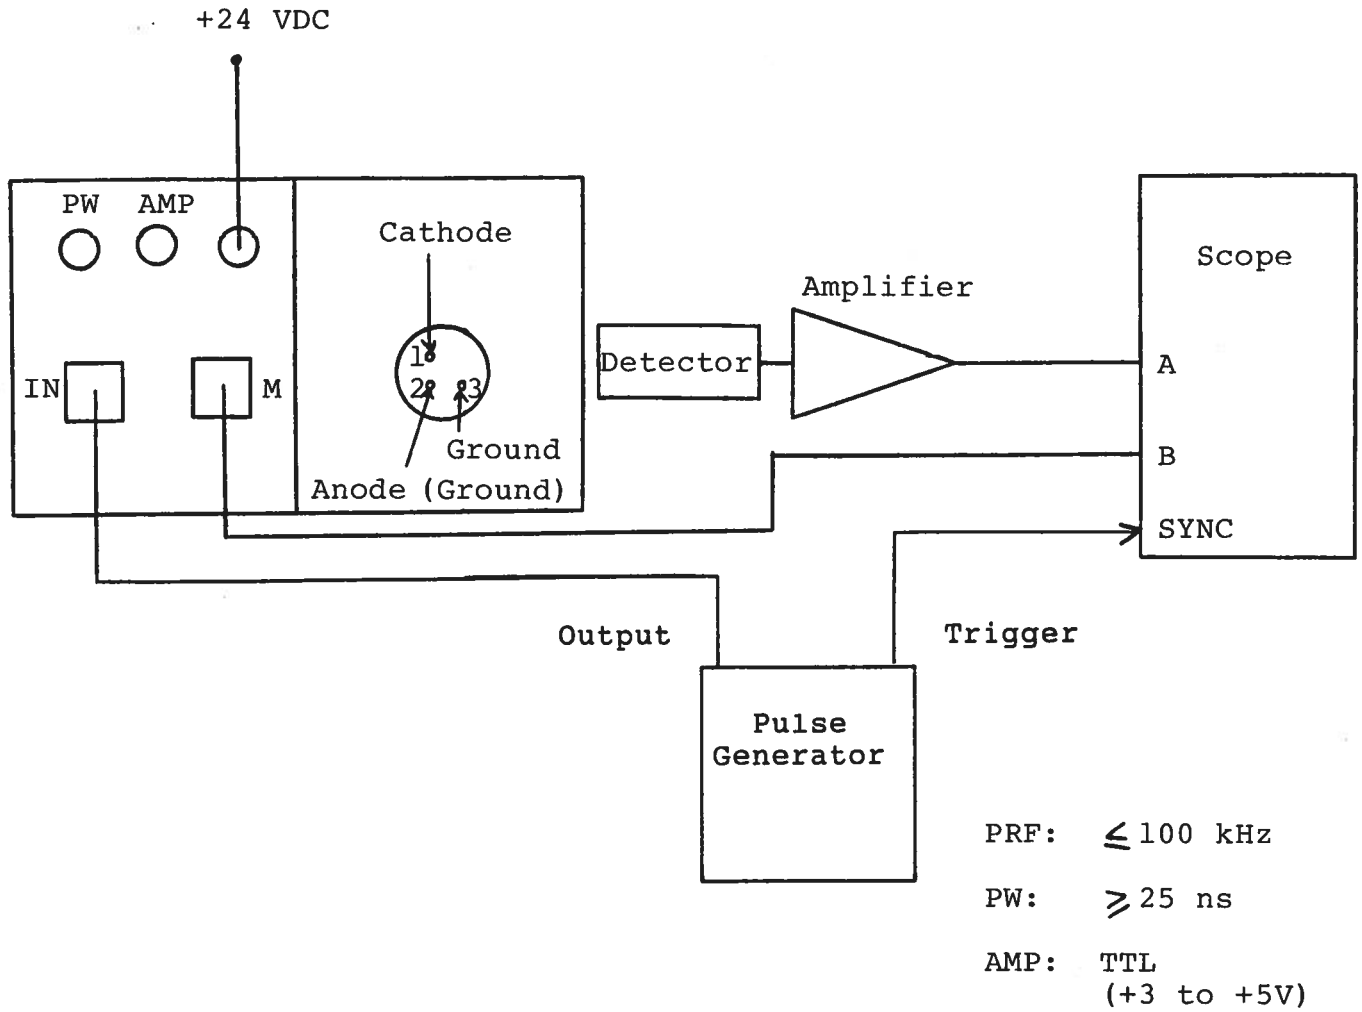 +24 VDC
PW AMP
Cathode
Scope
Amplifier
1
Detector
A
IN
M
2
3
Ground
B
Anode (Ground)
SYNC
Output
Trigger
Pulse
Generator
PRF: ≤ 100 kHz
PW: ≥ 25 ns
AMP: TTL
(+3 to +5V)